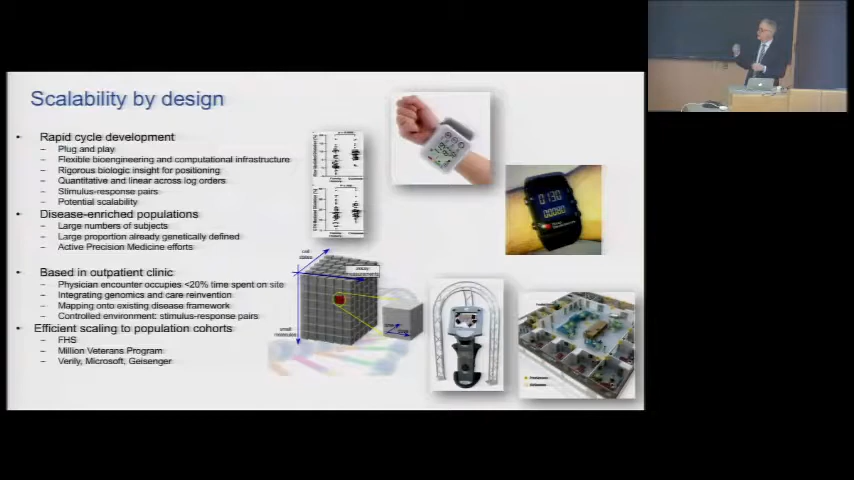 Scalability by design
• Rapid cycle development
– Plug and play
– Flexible bioengineering and computational infrastructure
– Rigorous biologic insight for positioning
– Quantitative and linear across log orders
– Stimulus-response pairs
– Potential scalability
• Disease-enriched populations
– Large numbers of subjects
– Large proportion already genetically defined
– Active Precision Medicine efforts
• Based in outpatient clinic
– Physician encounter occupies <20% time spent on site
– Integrating genomics and care reinvention
– Mapping onto existing disease framework
– Controlled environment: stimulus-response pairs
• Efficient scaling to population cohorts
– FHS
– Million Veterans Program
– Verily, Microsoft, Geisenger
small
molecules
0130
00080